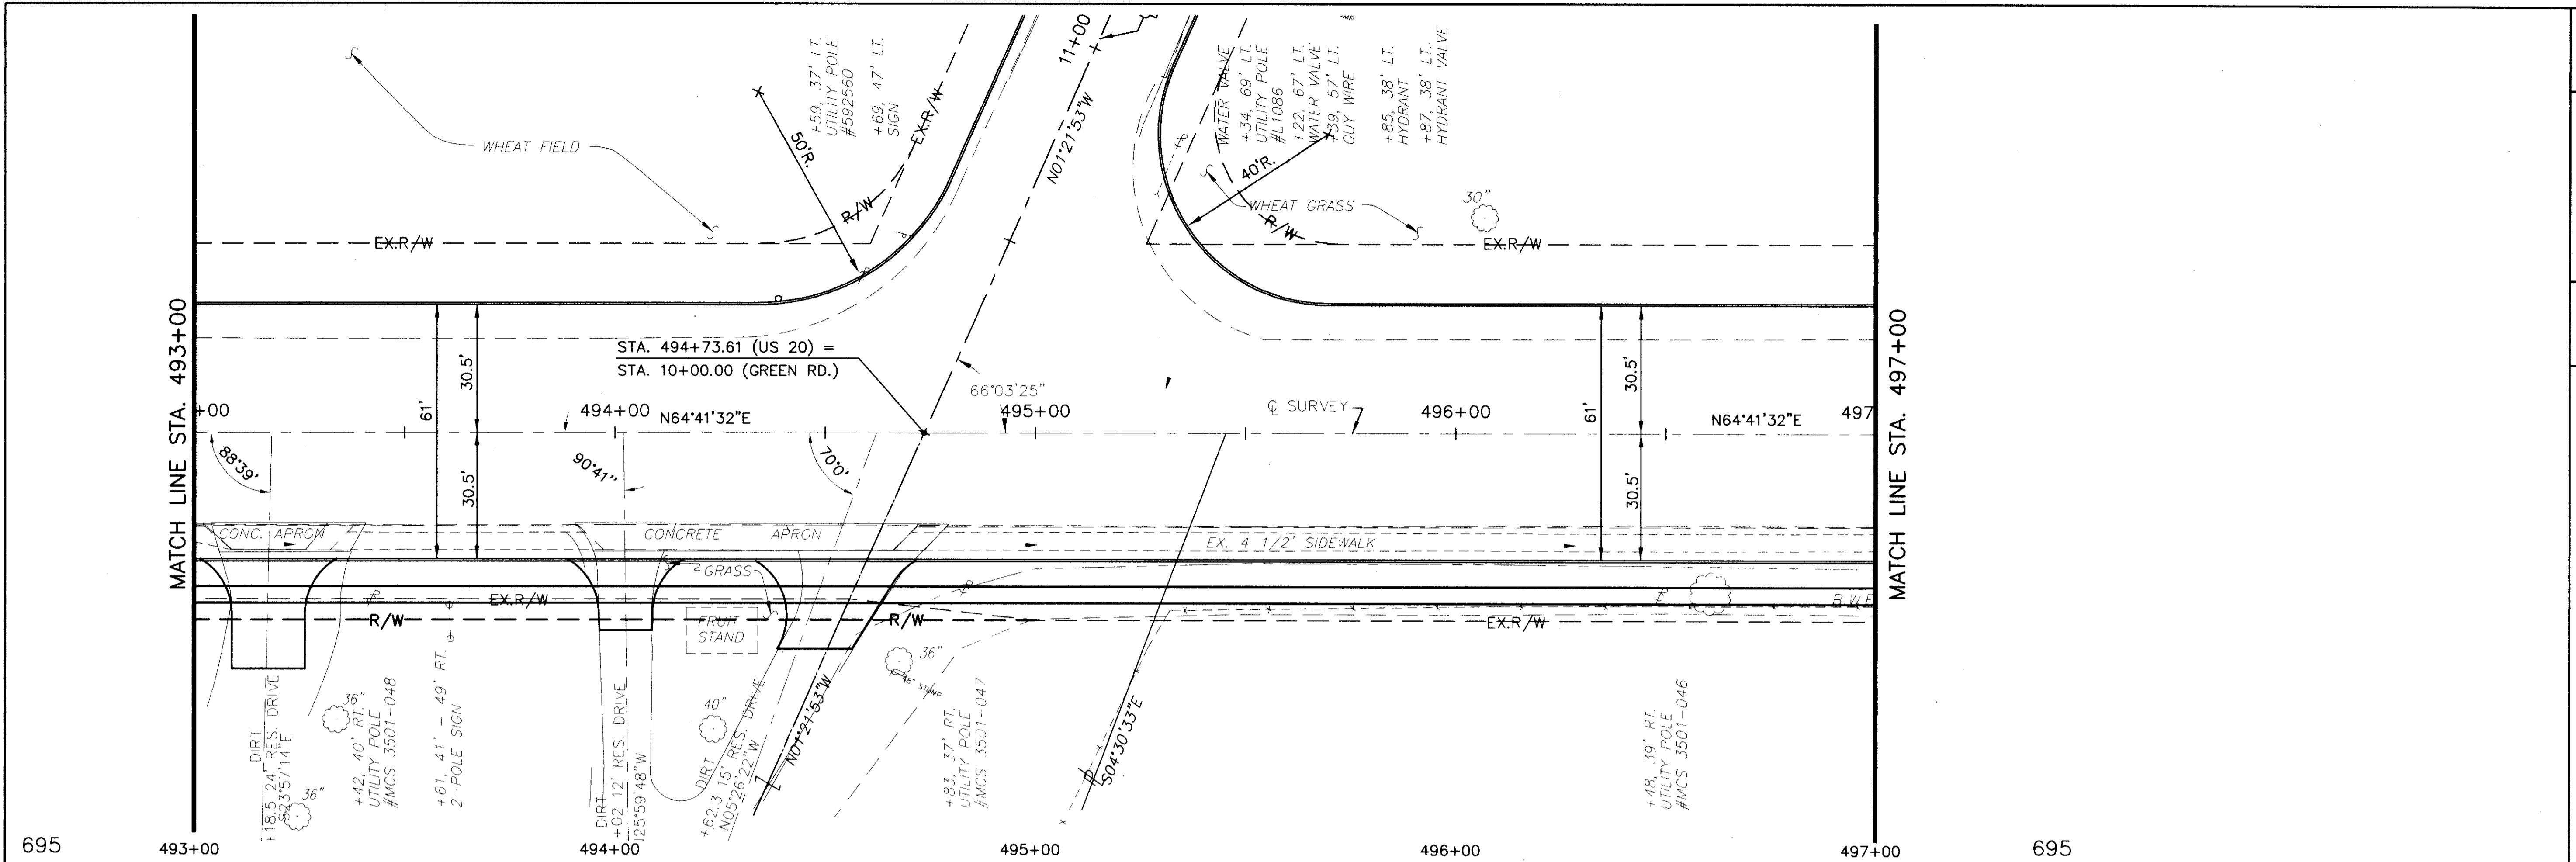 11+00
+59, 37' LT.
UTILITY POLE
#592560
+69, 47' LT.
SIGN
WATER VALVE
+34, 69' LT.
UTILITY POLE
#L1086
+22, 67' LT.
WATER VALVE
+39, 57' LT.
GUY WIRE
+85, 38' LT.
HYDRANT
+87, 38' LT.
HYDRANT VALVE
WHEAT FIELD
50'R.
EX.R/W
N01°21'53"W
40'R.
30"
WHEAT GRASS
R/W
R/W
EX.R/W
EX.R/W
MATCH LINE STA. 493+00
MATCH LINE STA. 497+00
61'
30.5'
30.5'
STA. 494+73.61 (US 20) =
STA. 10+00.00 (GREEN RD.)
66°03'25"
61'
30.5'
30.5'
+00
494+00
N64°41'32"E
495+00
℄ SURVEY
496+00
N64°41'32"E
497
88°39'
90°41"
70°0'
CONC. APRON
CONCRETE APRON
EX. 4 1/2' SIDEWALK
GRASS
EX.R/W
R/W
FRUIT
STAND
R/W
EX.R/W
B.W.F
36"
48" STUMP
DIRT
+18.5 24' RES. DRIVE
S23°57'14"E
36"
36"
+42, 40' RT.
UTILITY POLE
#MCS 3501-048
+61, 41' - 49' RT.
2-POLE SIGN
DIRT
+02 12' RES. DRIVE
125°59'48"W
40"
DIRT
+62.3 15' RES. DRIVE
N05°26'22"W
N01°21'53"W
+83, 37' RT.
UTILITY POLE
#MCS 3501-047
S04°30'33"E
+48, 39' RT.
UTILITY POLE
#MCS 3501-046
695
493+00
494+00
495+00
496+00
497+00
695